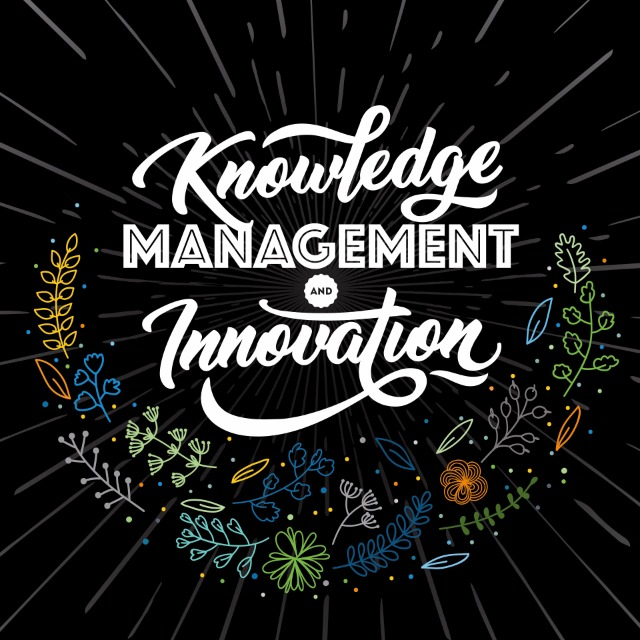 Knowledge
MANAGEMENT
AND
Innovation